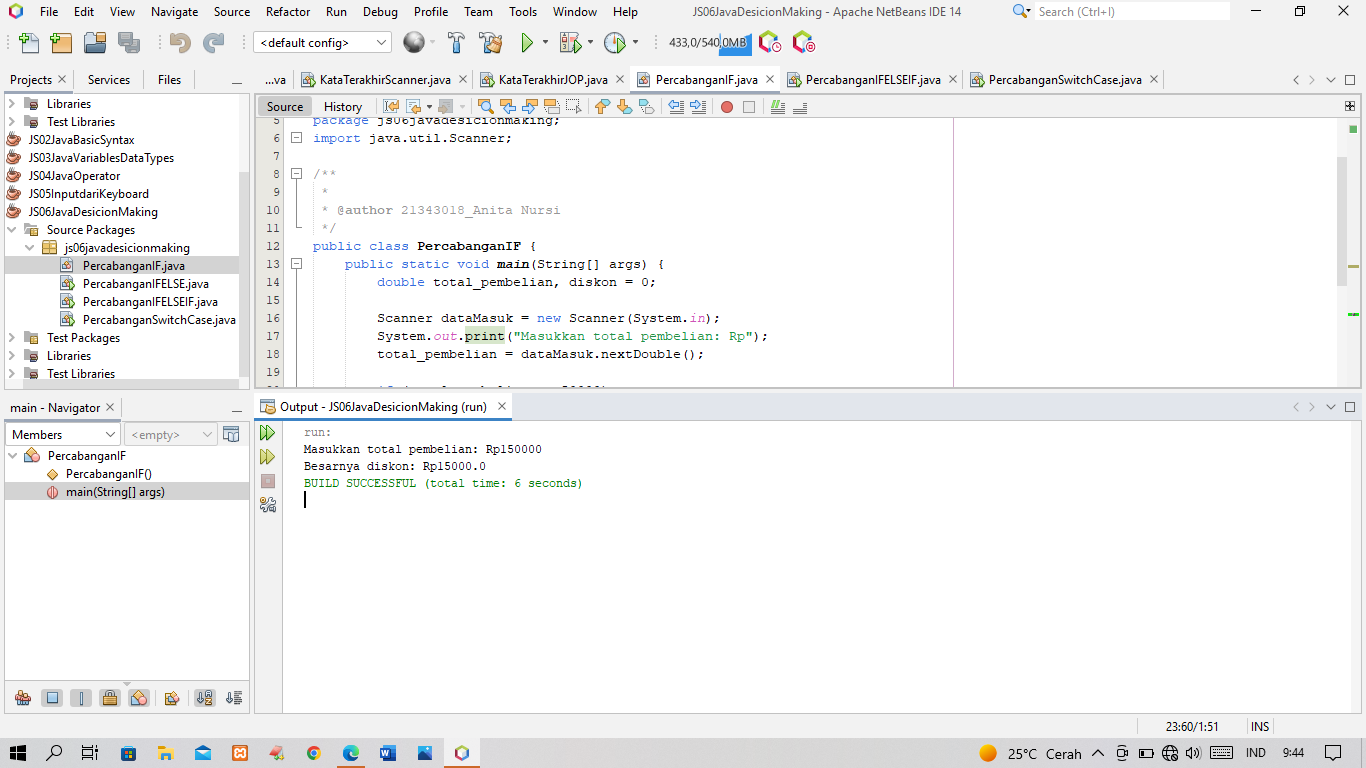 File Edit View Navigate Source Refactor Run Debug Profile Team Tools Window Help JS06JavaDesicionMaking - Apache NetBeans IDE 14 Search (Ctrl+I)
<default config> 433,0/540,0MB
Projects Services Files
...va KataTerakhirScanner.java KataTerakhirJOP.java PercabanganIF.java PercabanganIFELSEIF.java PercabanganSwitchCase.java
Libraries
Test Libraries
JS02JavaBasicSyntax
JS03JavaVariablesDataTypes
JS04JavaOperator
JS05InputdariKeyboard
JS06JavaDesicionMaking
Source Packages
js06javadesicionmaking
PercabanganIF.java
PercabanganIFELSE.java
PercabanganIFELSEIF.java
PercabanganSwitchCase.java
Test Packages
Libraries
Test Libraries
Source History
5 package js06javadesicionmaking;
6 import java.util.Scanner;
7
8 /**
9 *
10 * @author 21343018_Anita Nursi
11 */
12 public class PercabanganIF {
13 public static void main(String[] args) {
14 double total_pembelian, diskon = 0;
15
16 Scanner dataMasuk = new Scanner(System.in);
17 System.out.print("Masukkan total pembelian: Rp");
18 total_pembelian = dataMasuk.nextDouble();
19
main - Navigator
Members <empty>
PercabanganIF
PercabanganIF()
main(String[] args)
Output - JS06JavaDesicionMaking (run)
run:
Masukkan total pembelian: Rp150000
Besarnya diskon: Rp15000.0
BUILD SUCCESSFUL (total time: 6 seconds)
23:60/1:51 INS
25°C Cerah IND 9:44